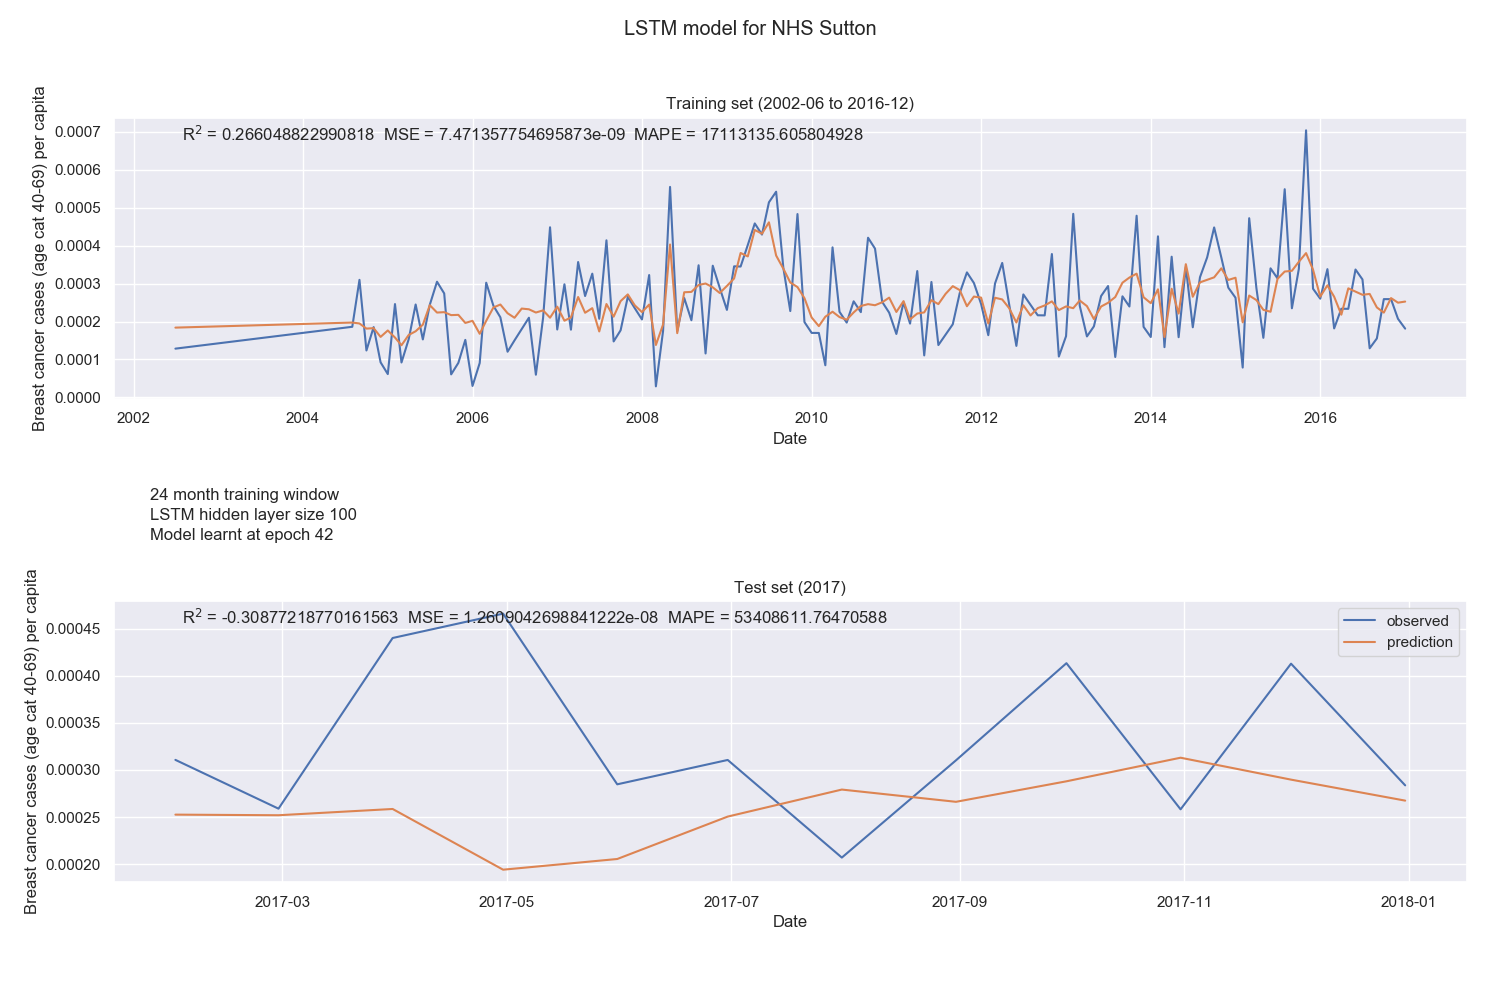 LSTM model for NHS Sutton
Training set (2002-06 to 2016-12)
R² = 0.266048822990818 MSE = 7.471357754695873e-09 MAPE = 17113135.605804928
Breast cancer cases (age cat 40-69) per capita
0.0007
0.0006
0.0005
0.0004
0.0003
0.0002
0.0001
0.0000
2002 2004 2006 2008 2010 2012 2014 2016
Date
24 month training window
LSTM hidden layer size 100
Model learnt at epoch 42
Test set (2017)
R² = -0.30877218770161563 MSE = 1.2609042698841222e-08 MAPE = 53408611.76470588
observed
prediction
Breast cancer cases (age cat 40-69) per capita
0.00045
0.00040
0.00035
0.00030
0.00025
0.00020
2017-03 2017-05 2017-07 2017-09 2017-11 2018-01
Date